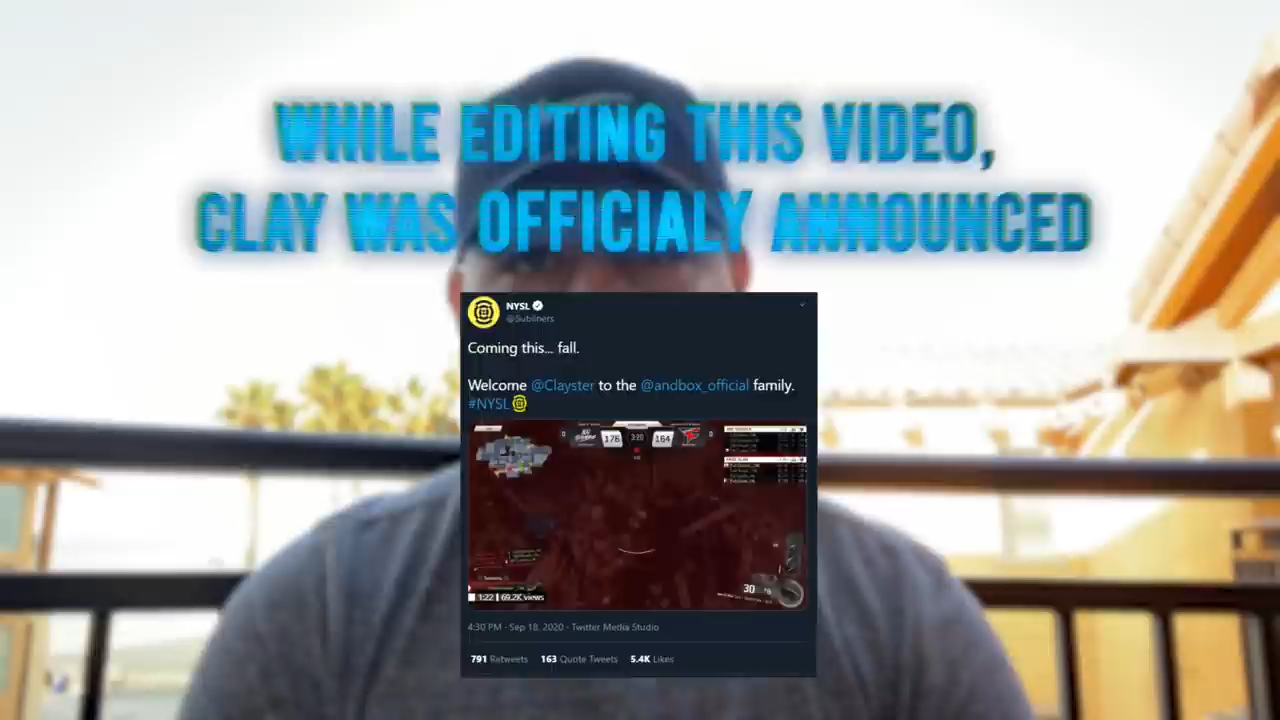 WHILE EDITING THIS VIDEO,
CLAY WAS OFFICIALY ANNOUNCED
NYSL
@Subliners
Coming this... fall.
Welcome @Clayster to the @andbox_official family.
#NYSL
176 3:20 164
30
1:22 69.2K views
4:30 PM · Sep 18, 2020 · Twitter Media Studio
791 Retweets 163 Quote Tweets 5.4K Likes